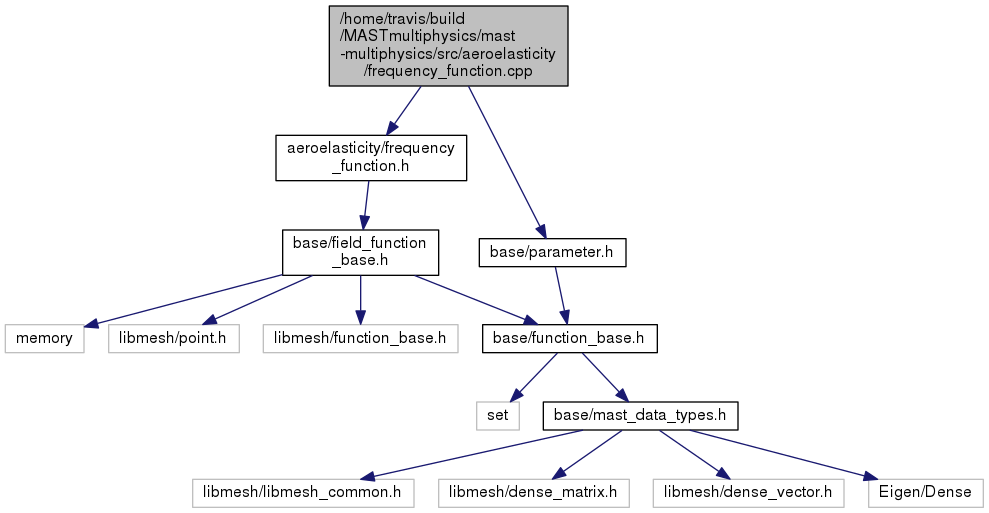 /home/travis/build
/MASTmultiphysics/mast
-multiphysics/src/aeroelasticity
/frequency_function.cpp
aeroelasticity/frequency
_function.h
base/field_function
_base.h
base/parameter.h
memory
libmesh/point.h
libmesh/function_base.h
base/function_base.h
set
base/mast_data_types.h
libmesh/libmesh_common.h
libmesh/dense_matrix.h
libmesh/dense_vector.h
Eigen/Dense